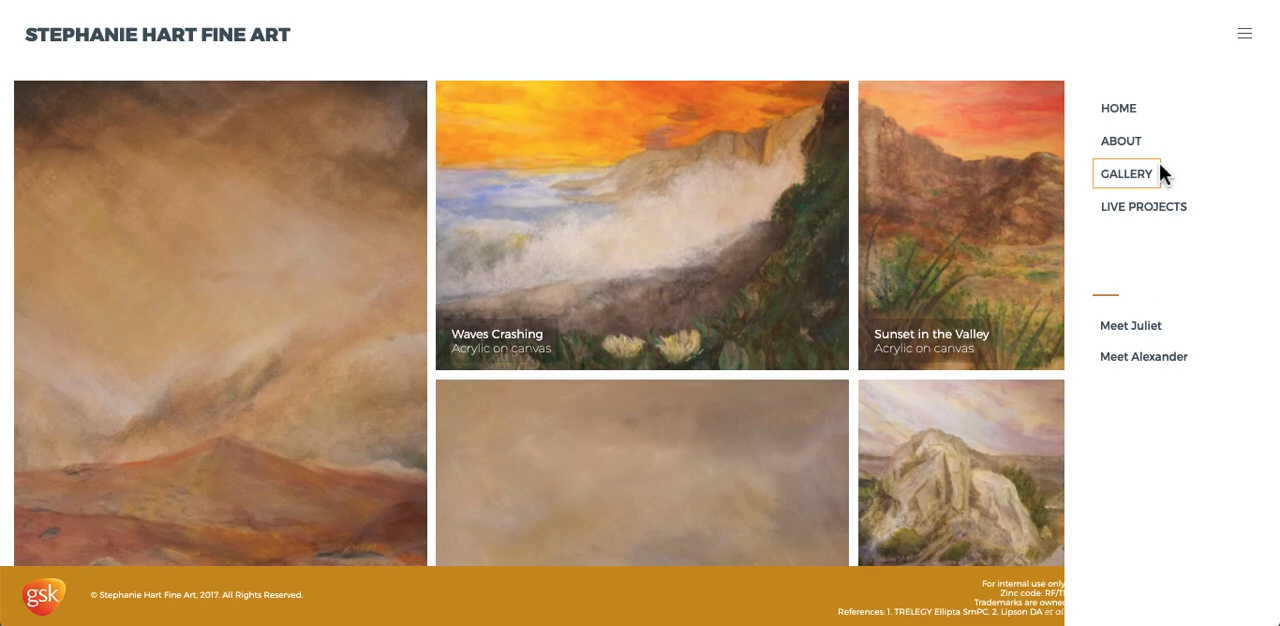 STEPHANIE HART FINE ART
HOME
ABOUT
GALLERY
LIVE PROJECTS
Waves Crashing
Acrylic on canvas
Sunset in the Valley
Acrylic on canvas
Meet Juliet
Meet Alexander
gsk
© Stephanie Hart Fine Art, 2017. All Rights Reserved.
For internal use only
Zinc code:
Trademarks are owned
References: 1. TRELEGY Ellipta SmPC. 2. Lipson DA et al.